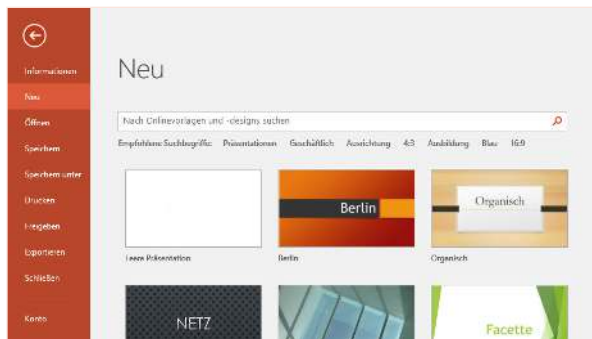 Informationen
Neu
Öffnen
Speichern
Speichern unter
Drucken
Freigeben
Exportieren
Schließen
Konto
Neu
Nach Onlinevorlagen und -designs suchen
Empfohlene Suchbegriffe: Präsentationen Geschäftlich Ausrichtung 4:3 Ausbildung Blau 16:9
Berlin
Organisch
Leere Präsentation Berlin Organisch
NETZ
Facette